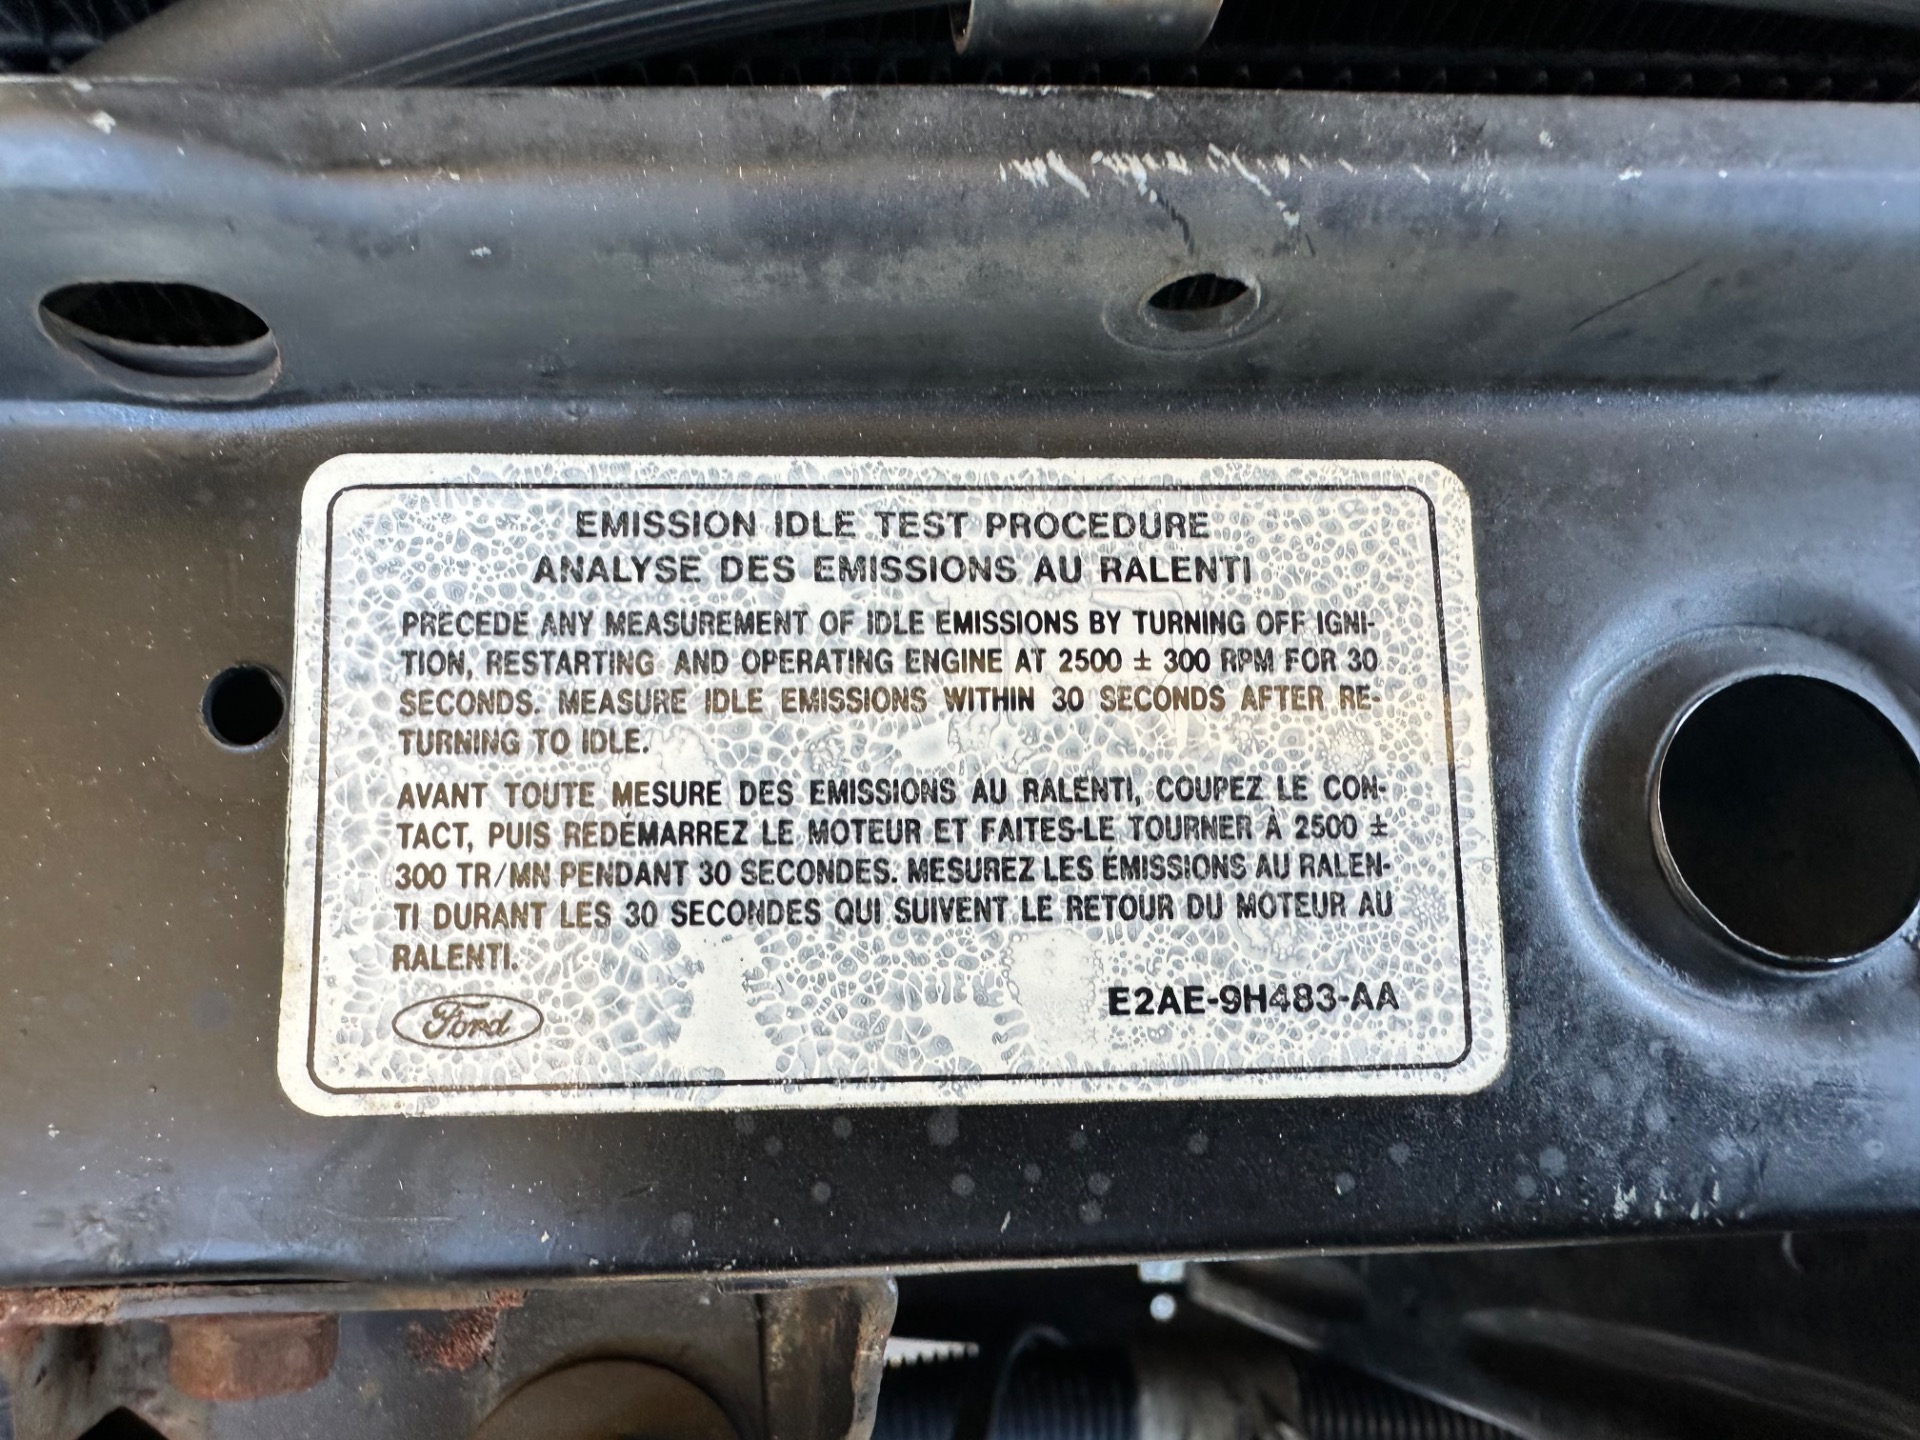 EMISSION IDLE TEST PROCEDURE
ANALYSE DES EMISSIONS AU RALENTI
PRECEDE ANY MEASUREMENT OF IDLE EMISSIONS BY TURNING OFF IGNI-
TION, RESTARTING AND OPERATING ENGINE AT 2500 ± 300 RPM FOR 30
SECONDS. MEASURE IDLE EMISSIONS WITHIN 30 SECONDS AFTER RE-
TURNING TO IDLE.
AVANT TOUTE MESURE DES EMISSIONS AU RALENTI, COUPEZ LE CON-
TACT, PUIS REDÉMARREZ LE MOTEUR ET FAITES-LE TOURNER À 2500 ±
300 TR/MN PENDANT 30 SECONDES. MESUREZ LES ÉMISSIONS AU RALEN-
TI DURANT LES 30 SECONDES QUI SUIVENT LE RETOUR DU MOTEUR AU
RALENTI.
Ford
E2AE-9H483-AA